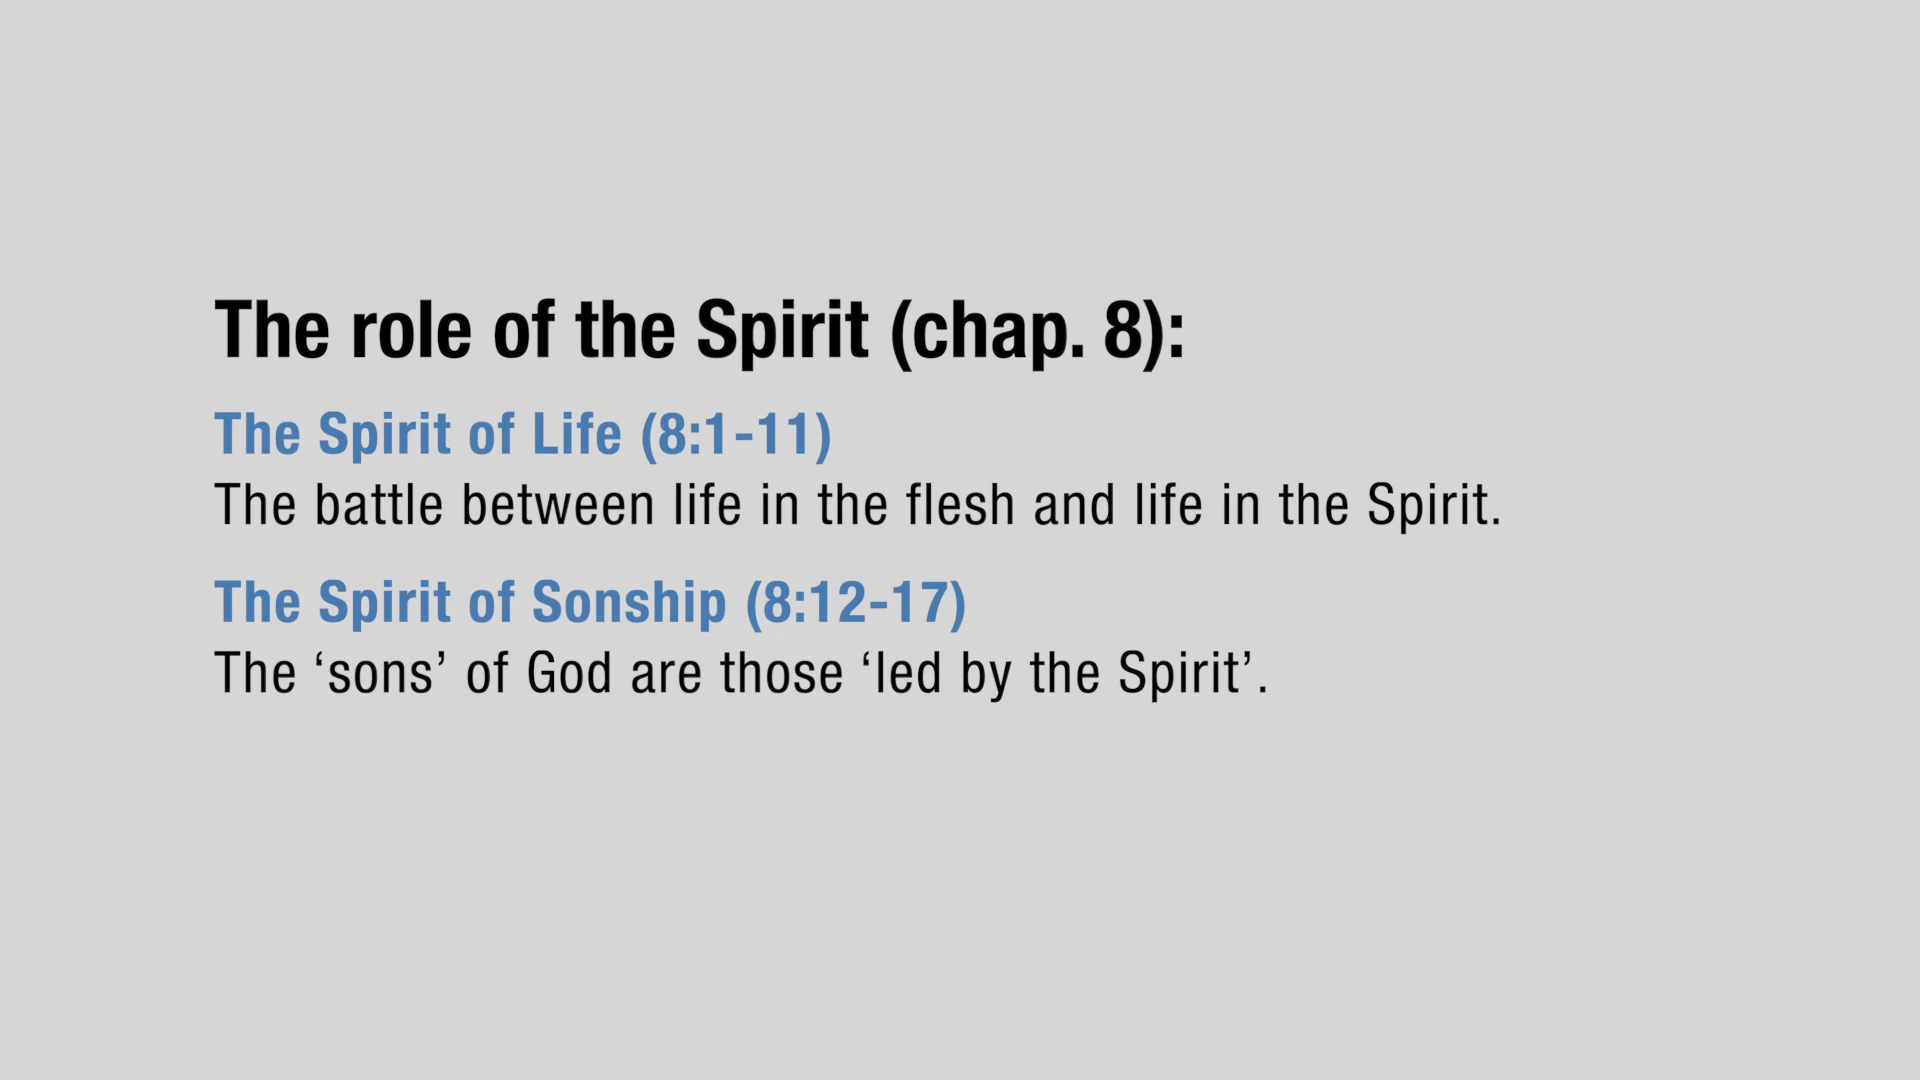 The role of the Spirit (chap. 8):
The Spirit of Life (8:1-11)
The battle between life in the flesh and life in the Spirit.
The Spirit of Sonship (8:12-17)
The ‘sons’ of God are those ‘led by the Spirit’.